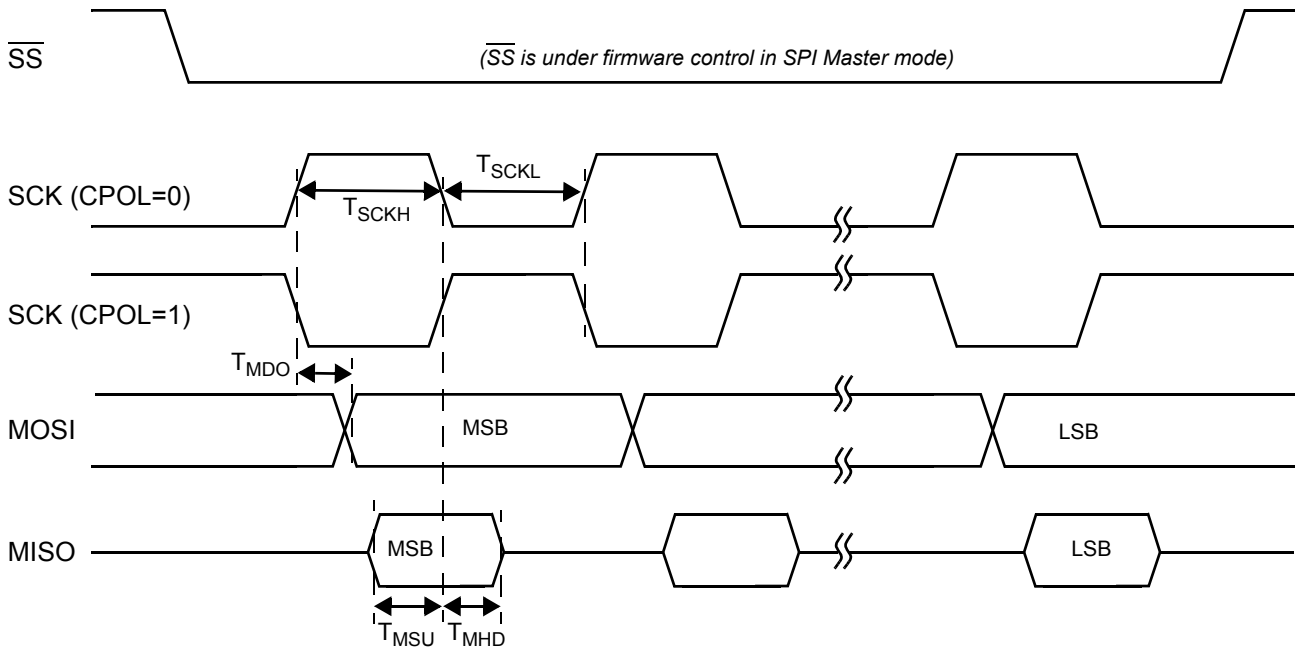 SS
(SS is under firmware control in SPI Master mode)
SCK (CPOL=0)
TSCKH
TSCKL
SCK (CPOL=1)
TMDO
MOSI
MSB
LSB
MISO
MSB
LSB
TMSU
TMHD